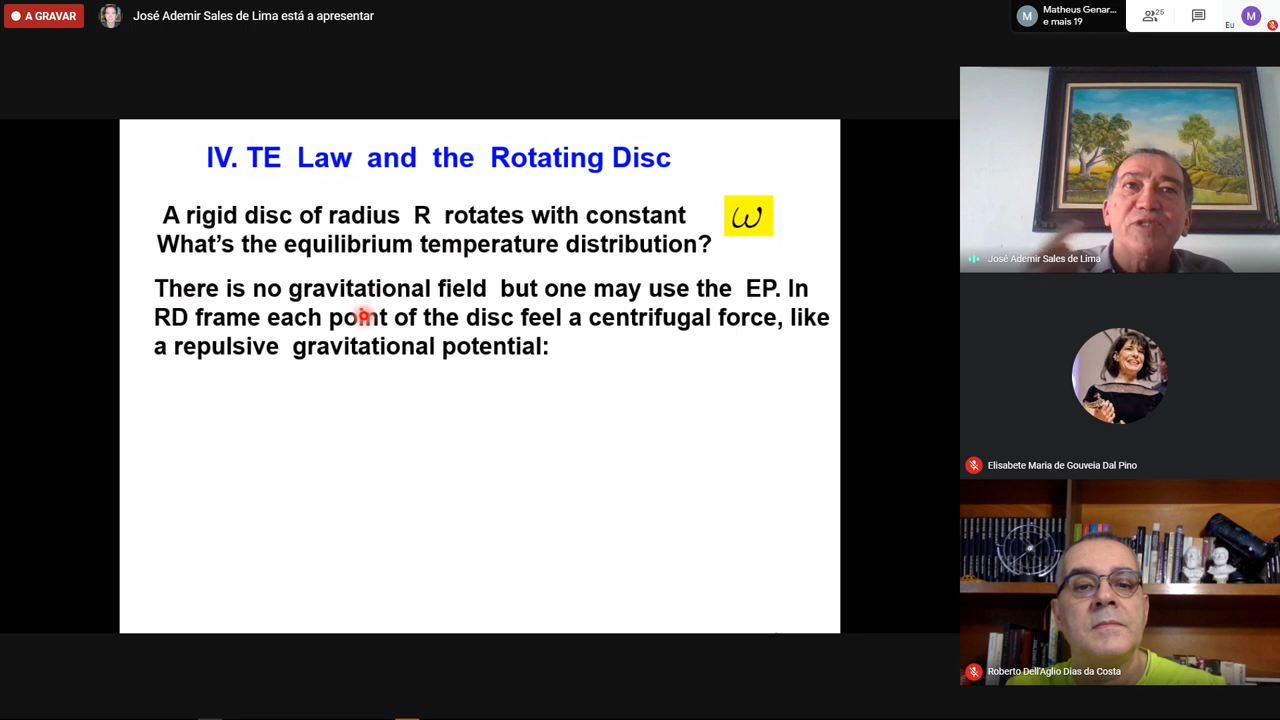 A GRAVAR
José Ademir Sales de Lima está a apresentar
Matheus Genar...
e mais 19
25
Eu
M
M
IV. TE Law and the Rotating Disc
A rigid disc of radius R rotates with constant ω
What's the equilibrium temperature distribution?
There is no gravitational field but one may use the EP. In
RD frame each point of the disc feel a centrifugal force, like
a repulsive gravitational potential:
José Ademir Sales de Lima
Elisabete Maria de Gouveia Dal Pino
Roberto Dell'Aglio Dias da Costa